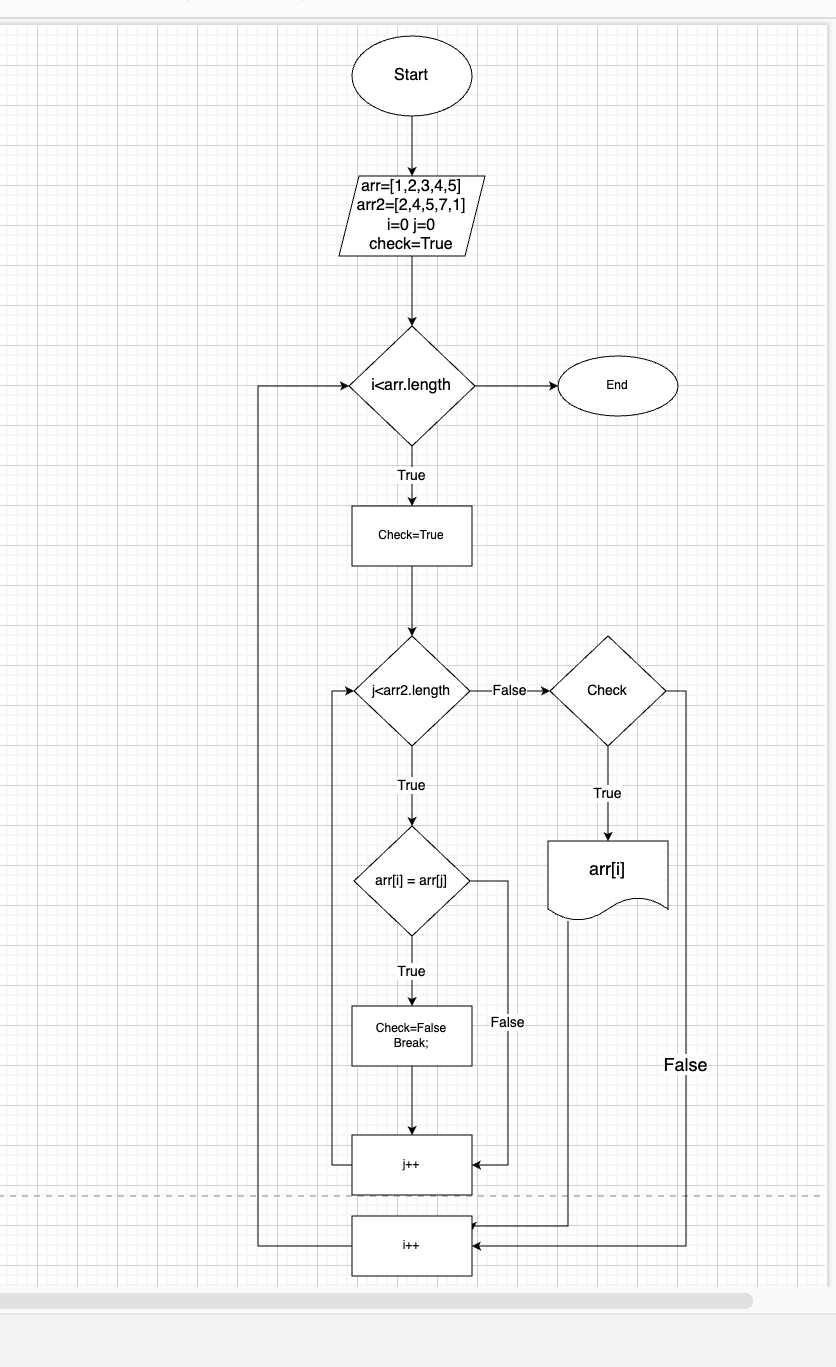 Start
arr=[1,2,3,4,5]
arr2=[2,4,5,7,1]
i=0 j=0
check=True
i<arr.length
End
True
Check=True
j<arr2.length
False
Check
True
True
arr[i]
arr[i] = arr[j]
True
False
Check=False
Break;
False
j++
i++